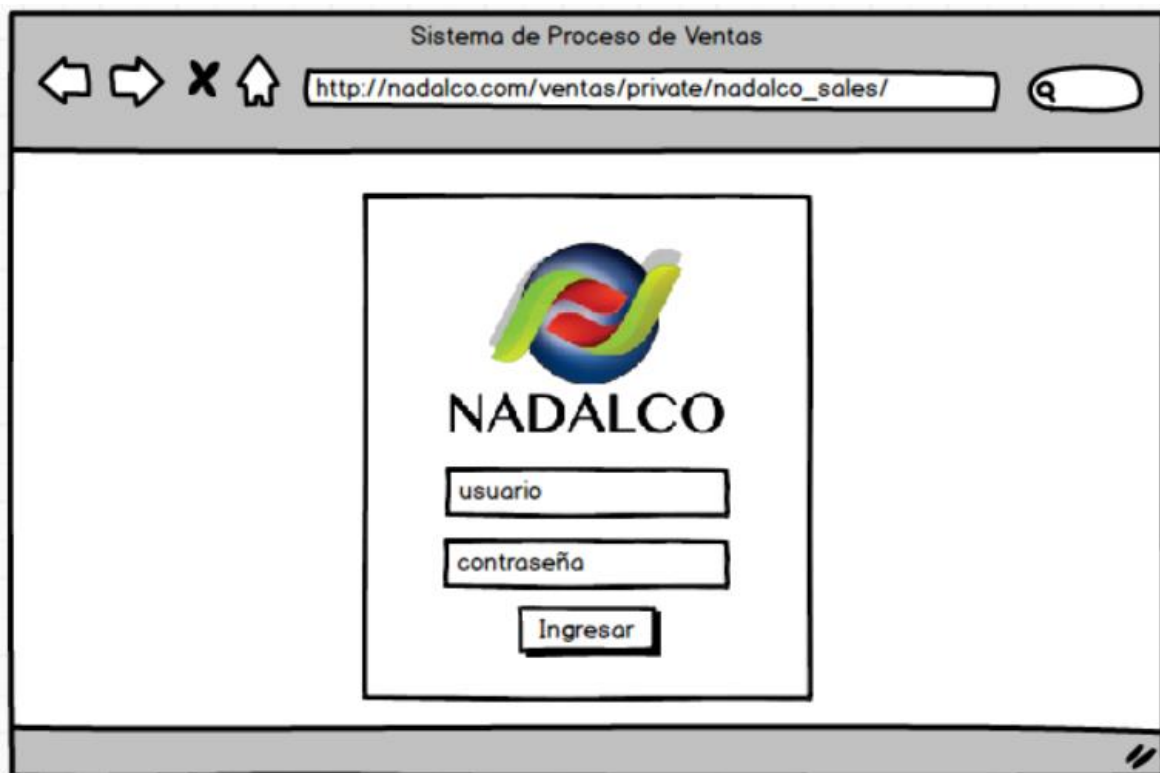 Sistema de Proceso de Ventas
http://nadalco.com/ventas/private/nadalco_sales/
NADALCO
usuario
contraseña
Ingresar